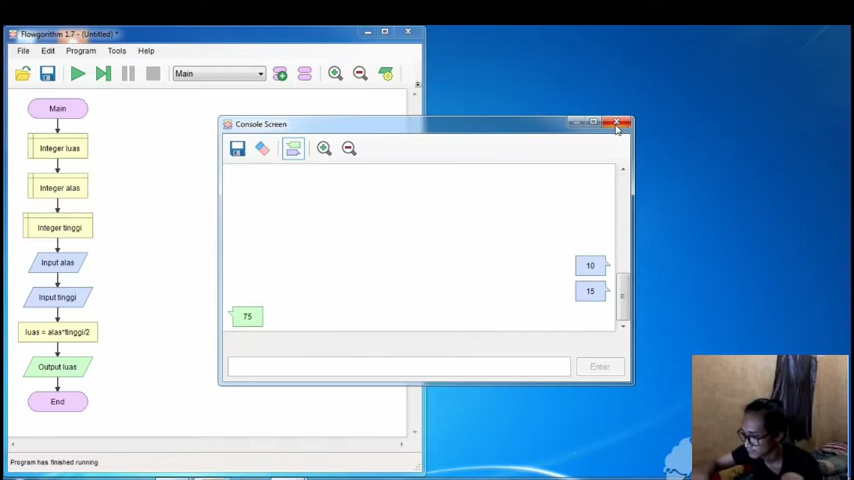 Flowgorithm 1.7 - (Untitled) *
File Edit Program Tools Help
Main
Main
Integer luas
Integer alas
Integer tinggi
Input alas
Input tinggi
luas = alas*tinggi/2
Output luas
End
Program has finished running
Console Screen
10
15
75
Enter